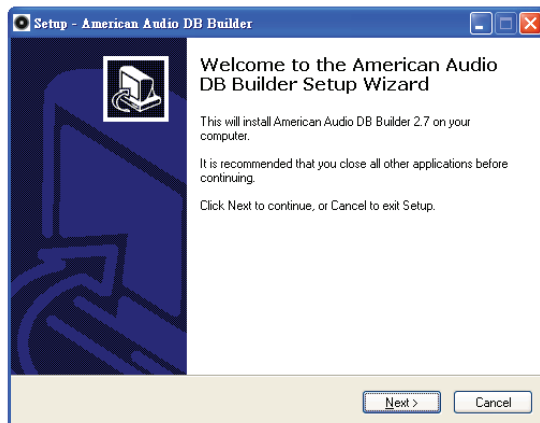 Setup - American Audio DB Builder
Welcome to the American Audio
DB Builder Setup Wizard
This will install American Audio DB Builder 2.7 on your
computer.
It is recommended that you close all other applications before
continuing.
Click Next to continue, or Cancel to exit Setup.
Next >
Cancel